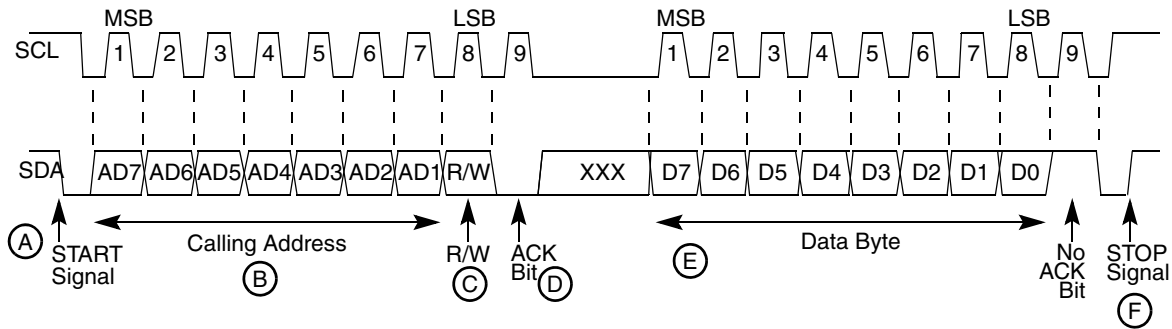 MSB LSB MSB LSB
SCL 1 2 3 4 5 6 7 8 9 1 2 3 4 5 6 7 8 9
SDA AD7 AD6 AD5 AD4 AD3 AD2 AD1 R/W XXX D7 D6 D5 D4 D3 D2 D1 D0
A START
Signal
Calling Address
B
R/W
C
ACK
Bit D
E
Data Byte
No
ACK
Bit
STOP
Signal
F